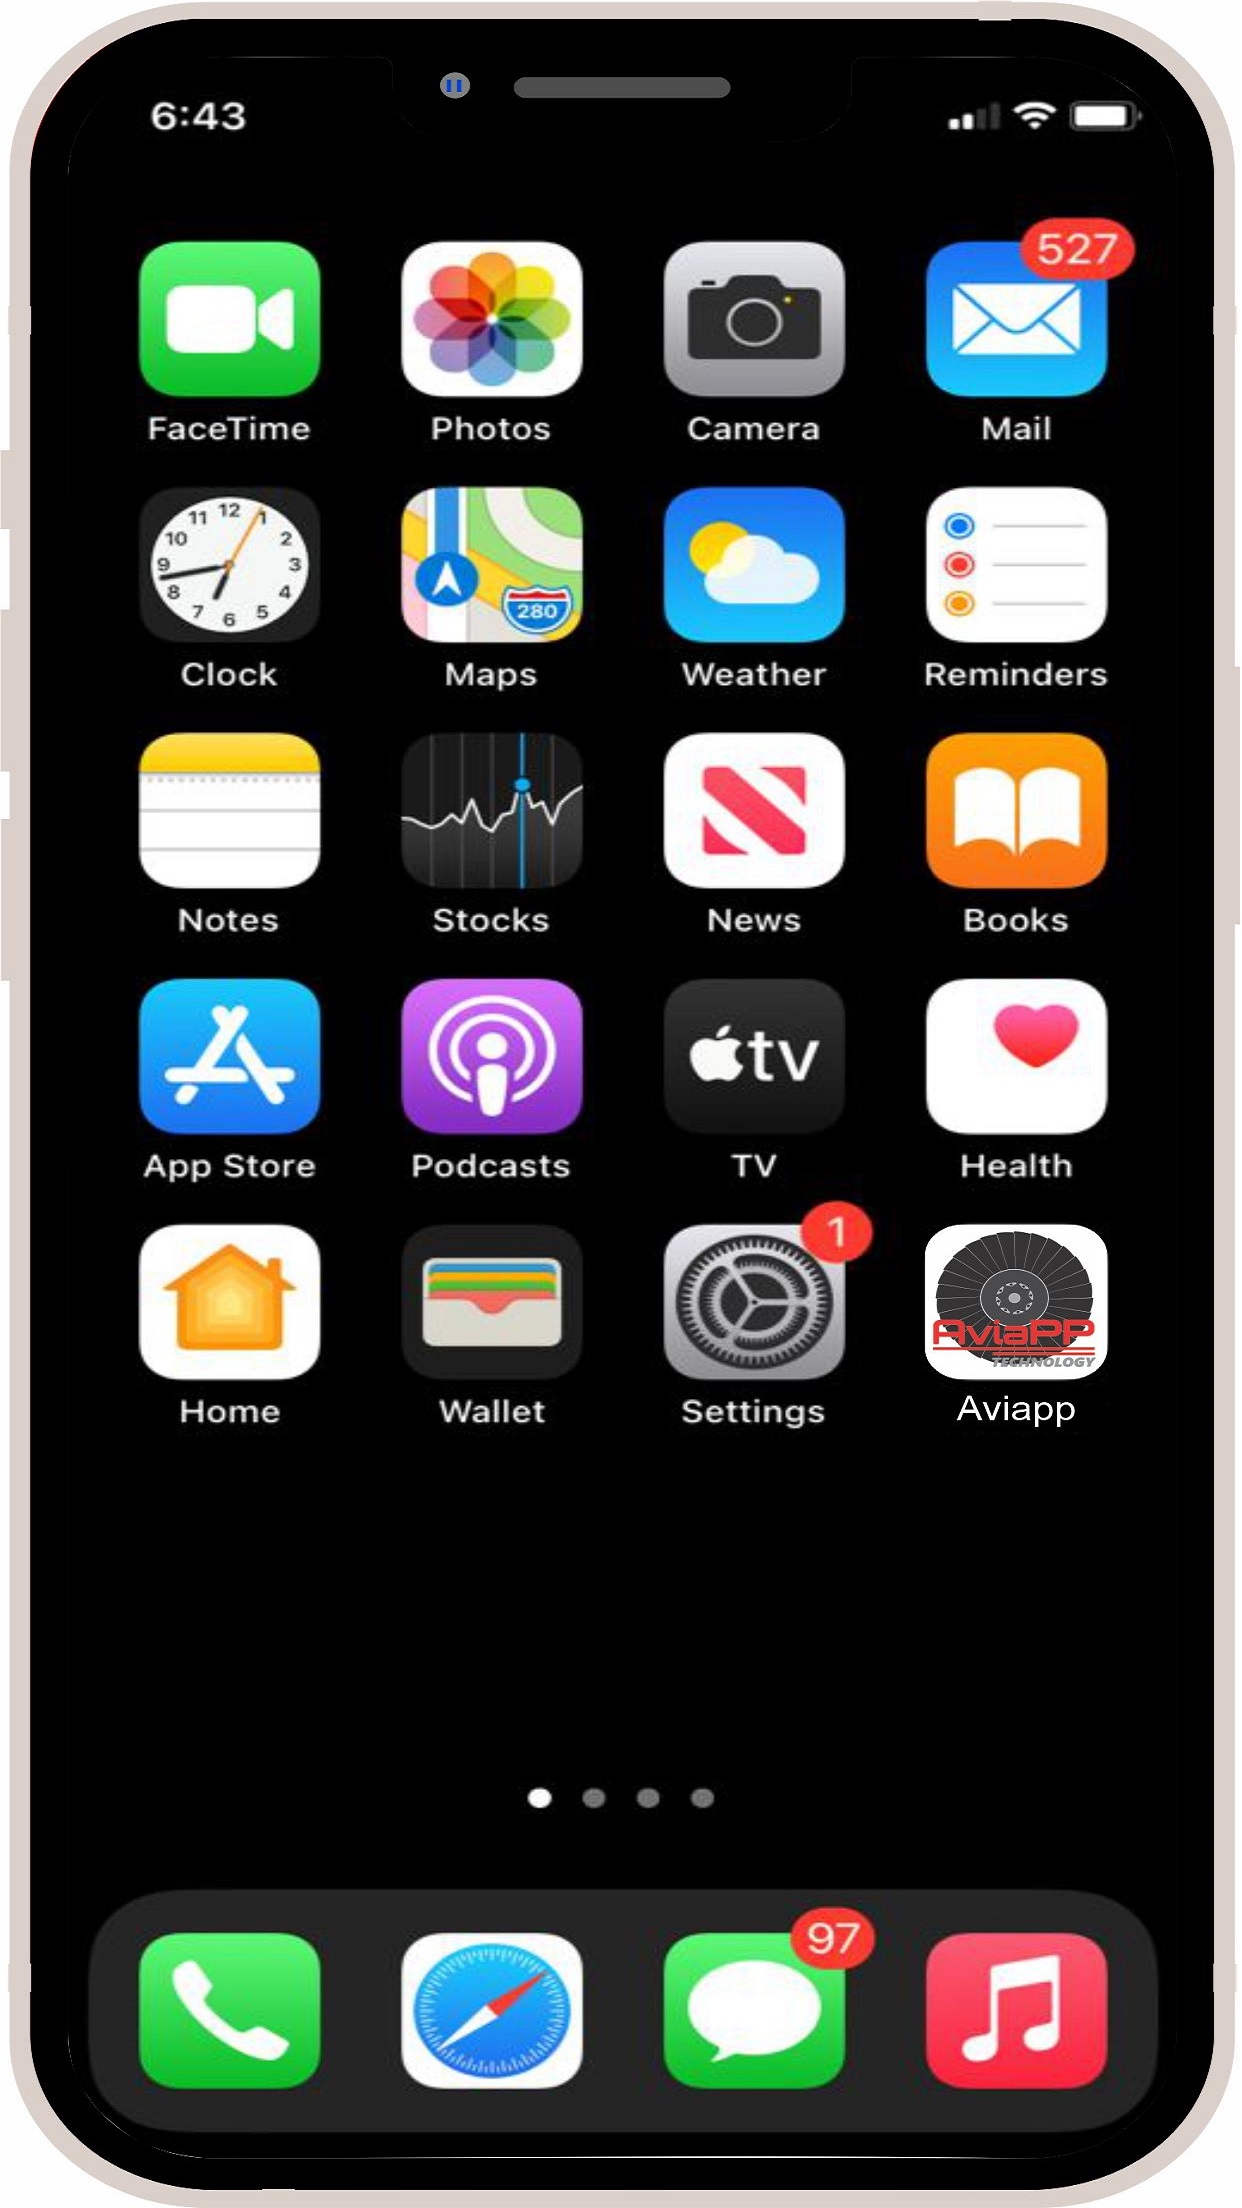 6:43
527
FaceTime Photos Camera Mail
12
11 1
10 2
9 3
8 4
7 5
6
280
Clock Maps Weather Reminders
Notes Stocks News Books
tv
App Store Podcasts TV Health
1
AviaPP
TECHNOLOGY
Home Wallet Settings Aviapp
97